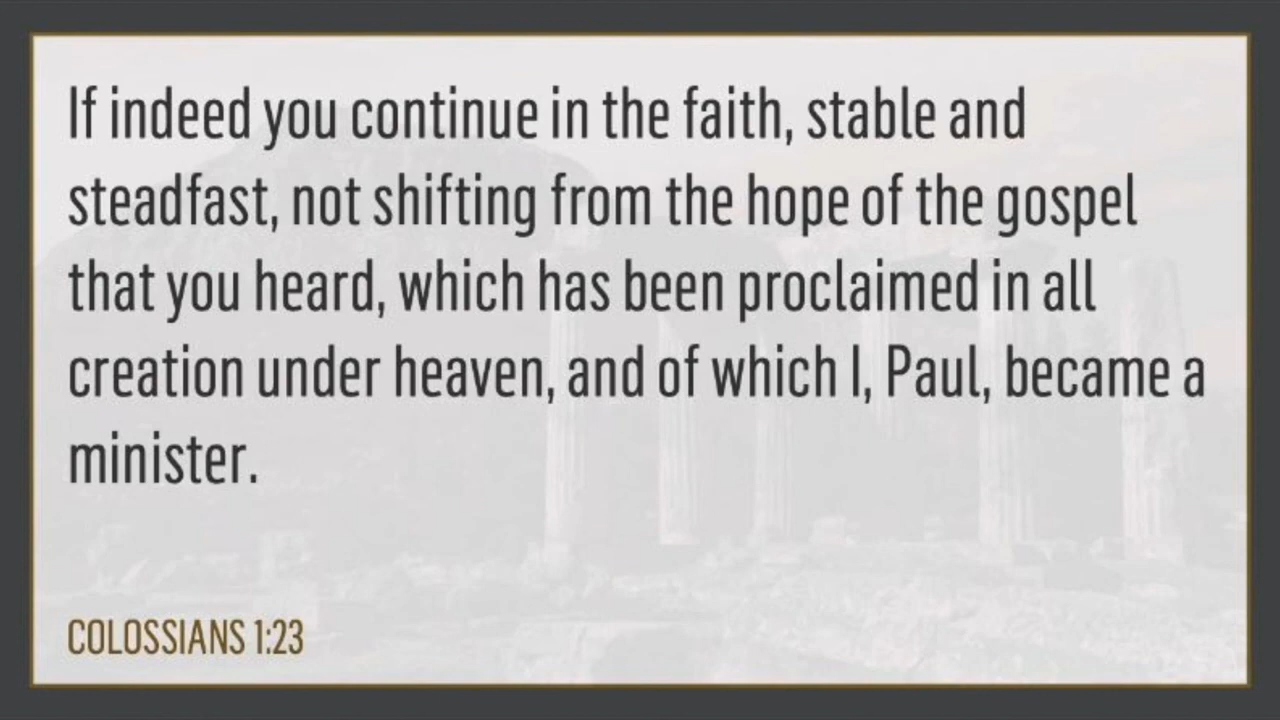 If indeed you continue in the faith, stable and
steadfast, not shifting from the hope of the gospel
that you heard, which has been proclaimed in all
creation under heaven, and of which I, Paul, became a
minister.
COLOSSIANS 1:23